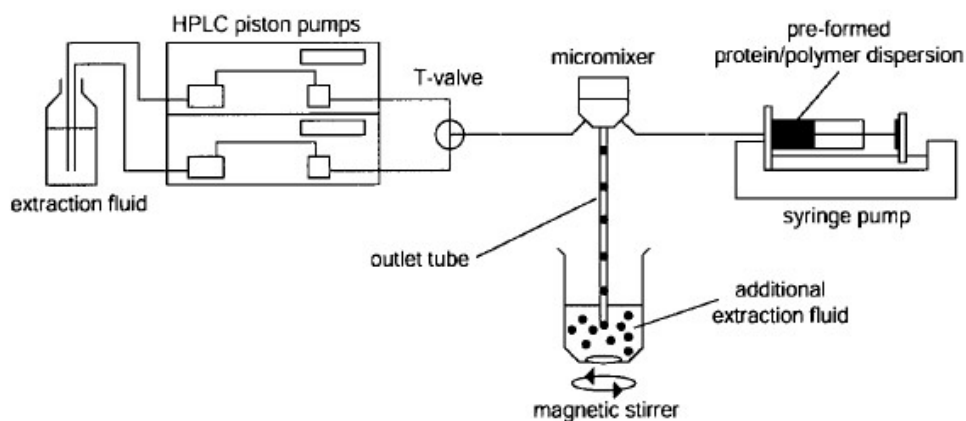 HPLC piston pumps
pre-formed
protein/polymer dispersion
T-valve
micromixer
extraction fluid
syringe pump
outlet tube
additional
extraction fluid
magnetic stirrer